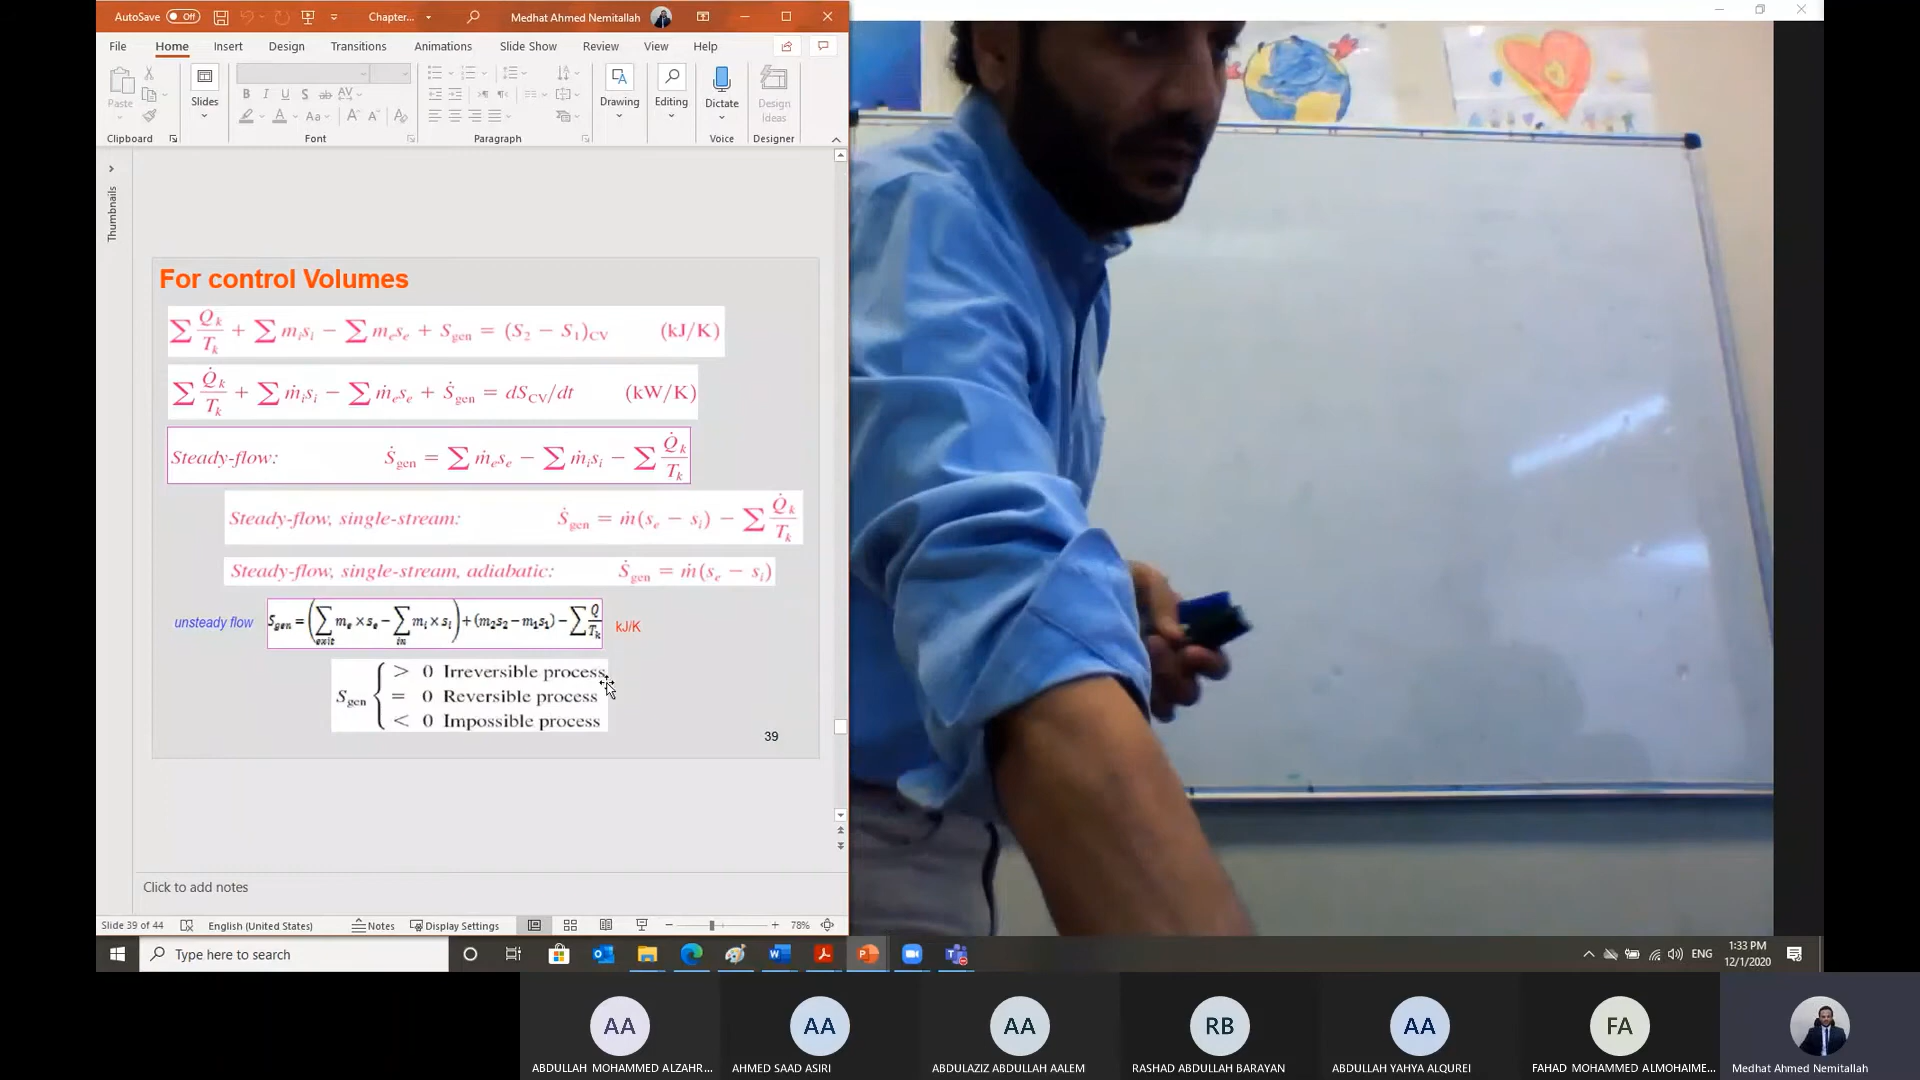 AutoSave Off Chapter... Medhat Ahmed Nemitallah
File Home Insert Design Transitions Animations Slide Show Review View Help
Paste Slides Drawing Editing Dictate Design Ideas
B I U S ab AV
A Aa A A
Clipboard Font Paragraph Voice Designer
Thumbnails
For control Volumes
∑ Q_k/T_k + ∑ m_i s_i − ∑ m_e s_e + S_gen = (S_2 − S_1)_CV (kJ/K)
∑ Q̇_k/T_k + ∑ ṁ_i s_i − ∑ ṁ_e s_e + Ṡ_gen = dS_CV/dt (kW/K)
Steady-flow: Ṡ_gen = ∑ ṁ_e s_e − ∑ ṁ_i s_i − ∑ Q̇_k/T_k
Steady-flow, single-stream: Ṡ_gen = ṁ(s_e − s_i) − ∑ Q̇_k/T_k
Steady-flow, single-stream, adiabatic: Ṡ_gen = ṁ(s_e − s_i)
unsteady flow S_gen = (∑_exit m_e × s_e − ∑_in m_i × s_i) + (m_2 s_2 − m_1 s_1) − ∑ Q/T_k kJ/K
S_gen { > 0 Irreversible process
= 0 Reversible process
< 0 Impossible process
39
Click to add notes
Slide 39 of 44 English (United States) Notes Display Settings 78%
Type here to search
ENG
1:33 PM
12/1/2020
AA AA AA RB AA FA
ABDULLAH MOHAMMED ALZAHR... AHMED SAAD ASIRI ABDULAZIZ ABDULLAH AALEM RASHAD ABDULLAH BARAYAN ABDULLAH YAHYA ALQUREI FAHAD MOHAMMED ALMOHAIME... Medhat Ahmed Nemitallah